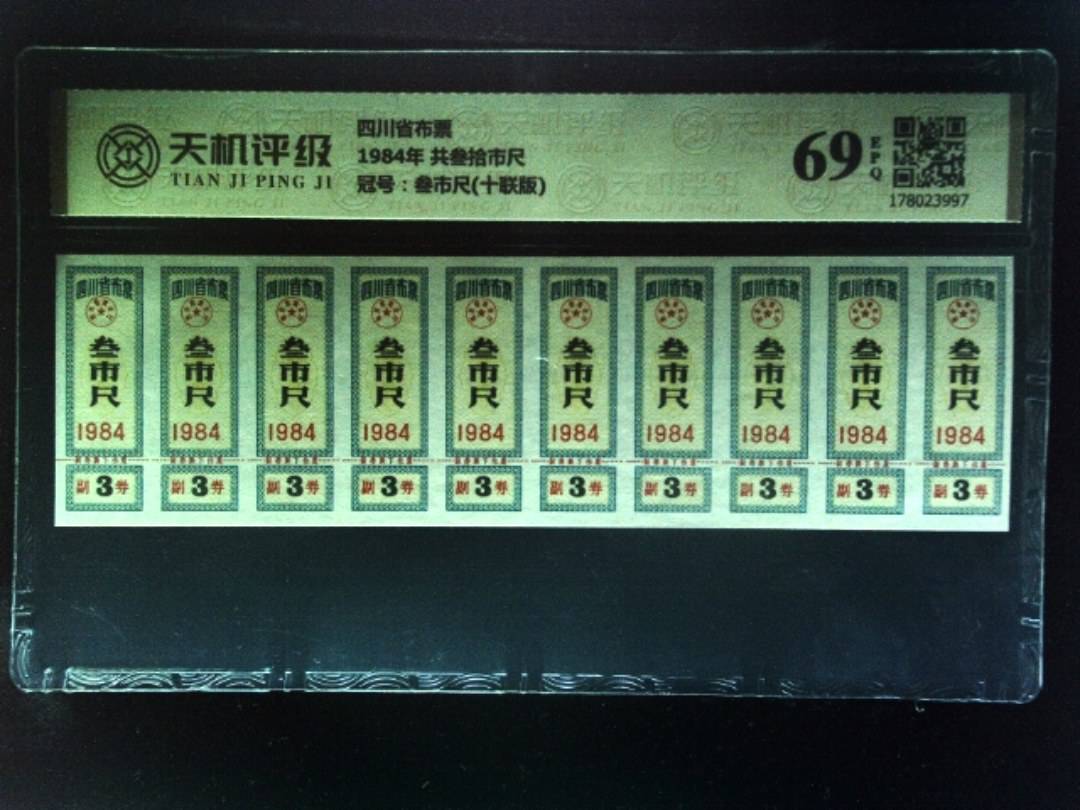 天机评级
TIAN JI PING JI
四川省布票
1984年 共叁拾市尺
冠号：叁市尺(十联版)
69
EPQ
178023997
四川省布票 四川省布票 四川省布票 四川省布票 四川省布票 四川省布票 四川省布票 四川省布票 四川省布票 四川省布票
叁市尺 叁市尺 叁市尺 叁市尺 叁市尺 叁市尺 叁市尺 叁市尺 叁市尺 叁市尺
1984 1984 1984 1984 1984 1984 1984 1984 1984 1984
副3券 副3券 副3券 副3券 副3券 副3券 副3券 副3券 副3券 副3券